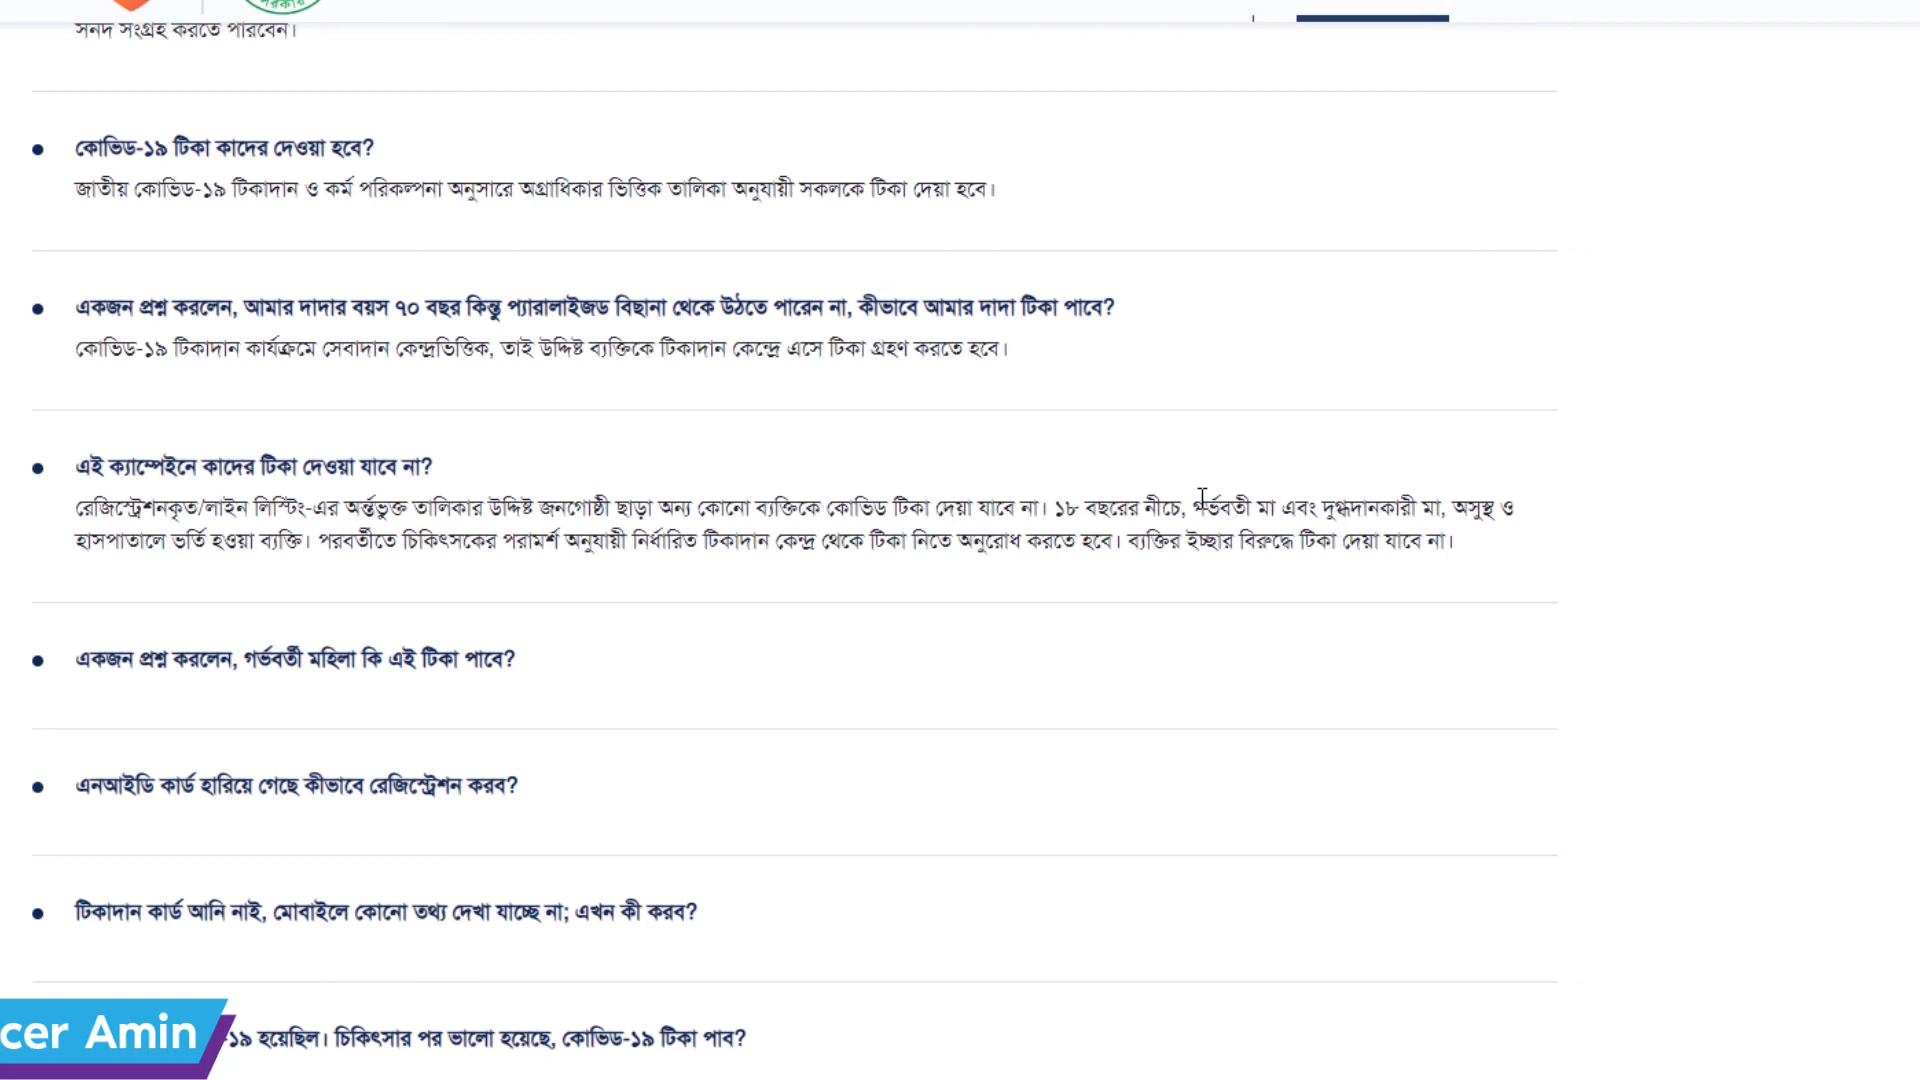 সরকার
সনদ সংগ্রহ করতে পারবেন।
কোভিড-১৯ টিকা কাদের দেওয়া হবে?
জাতীয় কোভিড-১৯ টিকাদান ও কর্ম পরিকল্পনা অনুসারে অগ্রাধিকার ভিত্তিক তালিকা অনুযায়ী সকলকে টিকা দেয়া হবে।
একজন প্রশ্ন করলেন, আমার দাদার বয়স ৭০ বছর কিন্তু প্যারালাইজড বিছানা থেকে উঠতে পারেন না, কীভাবে আমার দাদা টিকা পাবে?
কোভিড-১৯ টিকাদান কার্যক্রমে সেবাদান কেন্দ্রভিত্তিক, তাই উদ্দিষ্ট ব্যক্তিকে টিকাদান কেন্দ্রে এসে টিকা গ্রহণ করতে হবে।
এই ক্যাম্পেইনে কাদের টিকা দেওয়া যাবে না?
রেজিস্ট্রেশনকৃত/লাইন লিস্টিং-এর অর্ন্তভুক্ত তালিকার উদ্দিষ্ট জনগোষ্ঠী ছাড়া অন্য কোনো ব্যক্তিকে কোভিড টিকা দেয়া যাবে না। ১৮ বছরের নীচে, গর্ভবতী মা এবং দুগ্ধদানকারী মা, অসুস্থ ও
হাসপাতালে ভর্তি হওয়া ব্যক্তি। পরবর্তীতে চিকিৎসকের পরামর্শ অনুযায়ী নির্ধারিত টিকাদান কেন্দ্র থেকে টিকা নিতে অনুরোধ করতে হবে। ব্যক্তির ইচ্ছার বিরুদ্ধে টিকা দেয়া যাবে না।
একজন প্রশ্ন করলেন, গর্ভবতী মহিলা কি এই টিকা পাবে?
এনআইডি কার্ড হারিয়ে গেছে কীভাবে রেজিস্ট্রেশন করব?
টিকাদান কার্ড আনি নাই, মোবাইলে কোনো তথ্য দেখা যাচ্ছে না; এখন কী করব?
cer Amin
-১৯ হয়েছিল। চিকিৎসার পর ভালো হয়েছে, কোভিড-১৯ টিকা পাব?